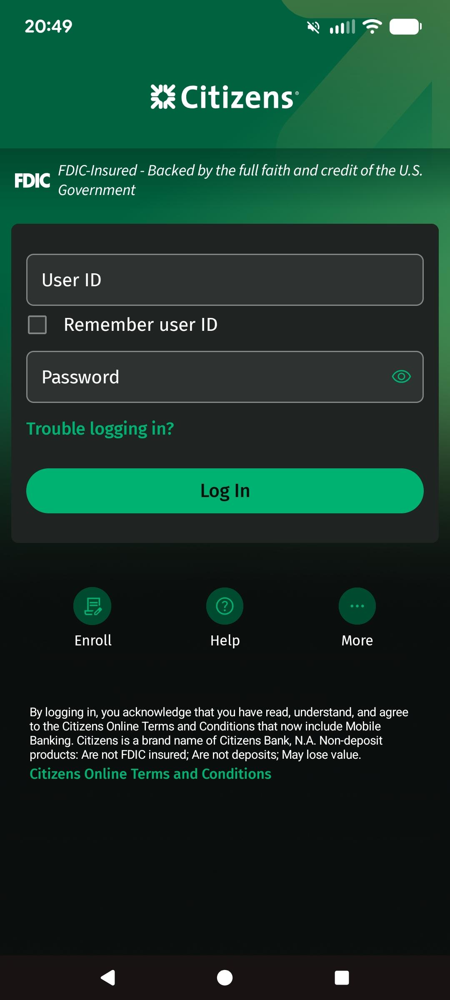 20:49
Citizens®
FDIC FDIC-Insured - Backed by the full faith and credit of the U.S.
Government
User ID
Remember user ID
Password
Trouble logging in?
Log In
Enroll Help More
By logging in, you acknowledge that you have read, understand, and agree
to the Citizens Online Terms and Conditions that now include Mobile
Banking. Citizens is a brand name of Citizens Bank, N.A. Non-deposit
products: Are not FDIC insured; Are not deposits; May lose value.
Citizens Online Terms and Conditions